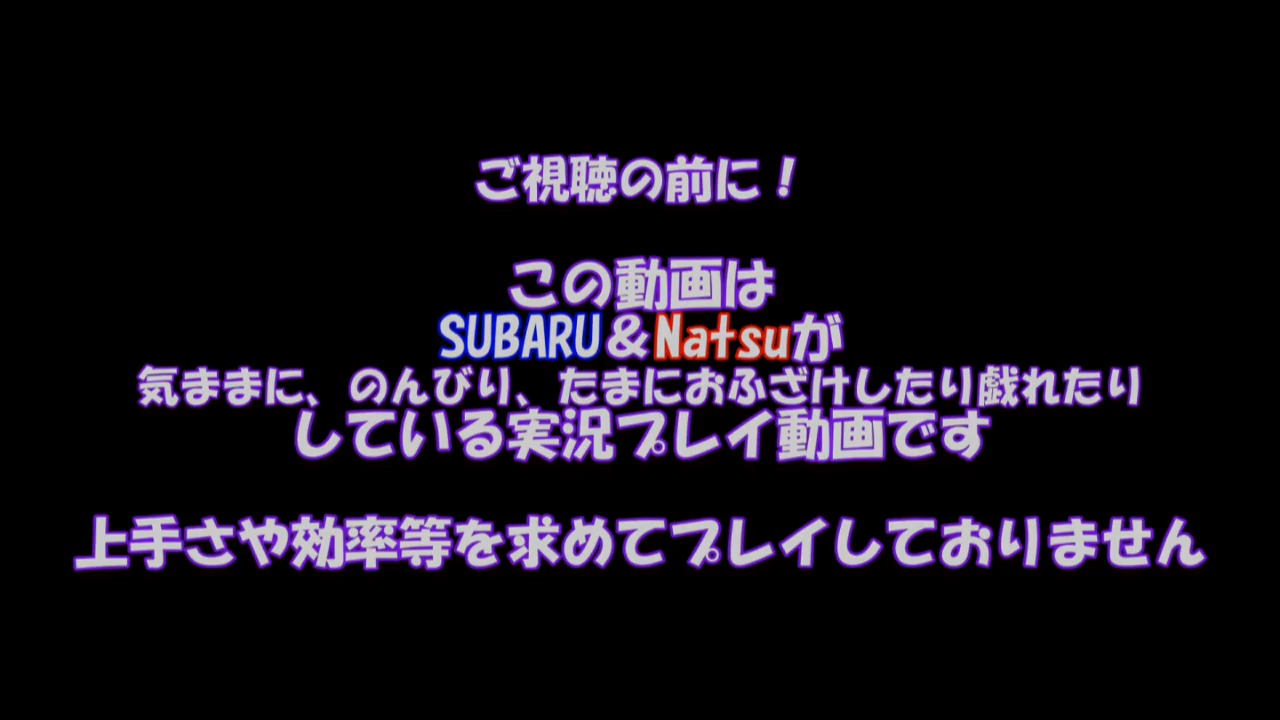 ご視聴の前に！
この動画は
SUBARU＆Natsuが
気ままに、のんびり、たまにおふざけしたり戯れたり
している実況プレイ動画です
上手さや効率等を求めてプレイしておりません